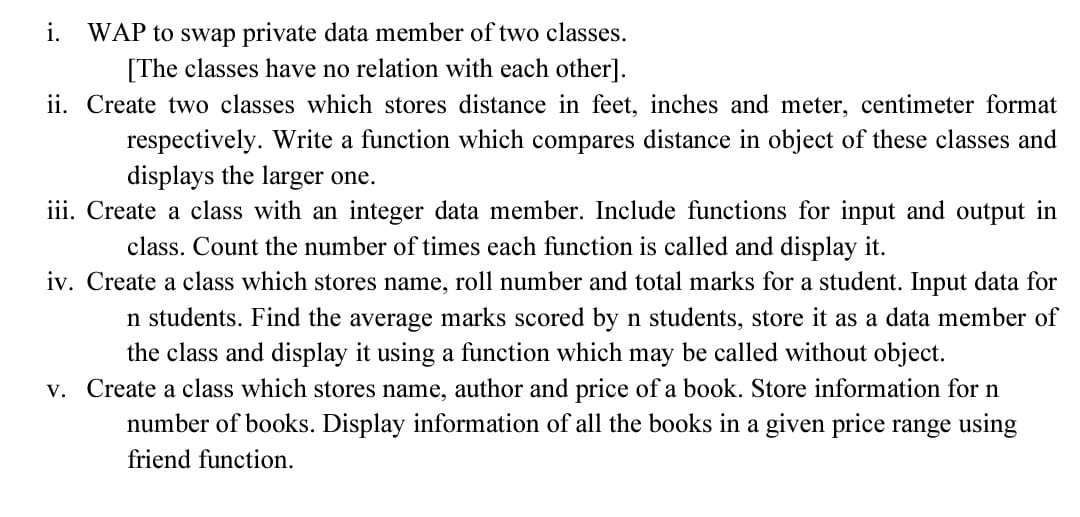 i. WAP to swap private data member of two classes.
[The classes have no relation with each other].
ii. Create two classes which stores distance in feet, inches and meter, centimeter format
respectively. Write a function which compares distance in object of these classes and
displays the larger one.
iii. Create a class with an integer data member. Include functions for input and output in
class. Count the number of times each function is called and display it.
iv. Create a class which stores name, roll number and total marks for a student. Input data for
n students. Find the average marks scored by n students, store it as a data member of
the class and display it using a function which may be called without object.
v. Create a class which stores name, author and price of a book. Store information for n
number of books. Display information of all the books in a given price range using
friend function.